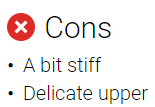 Cons
• A bit stiff
• Delicate upper